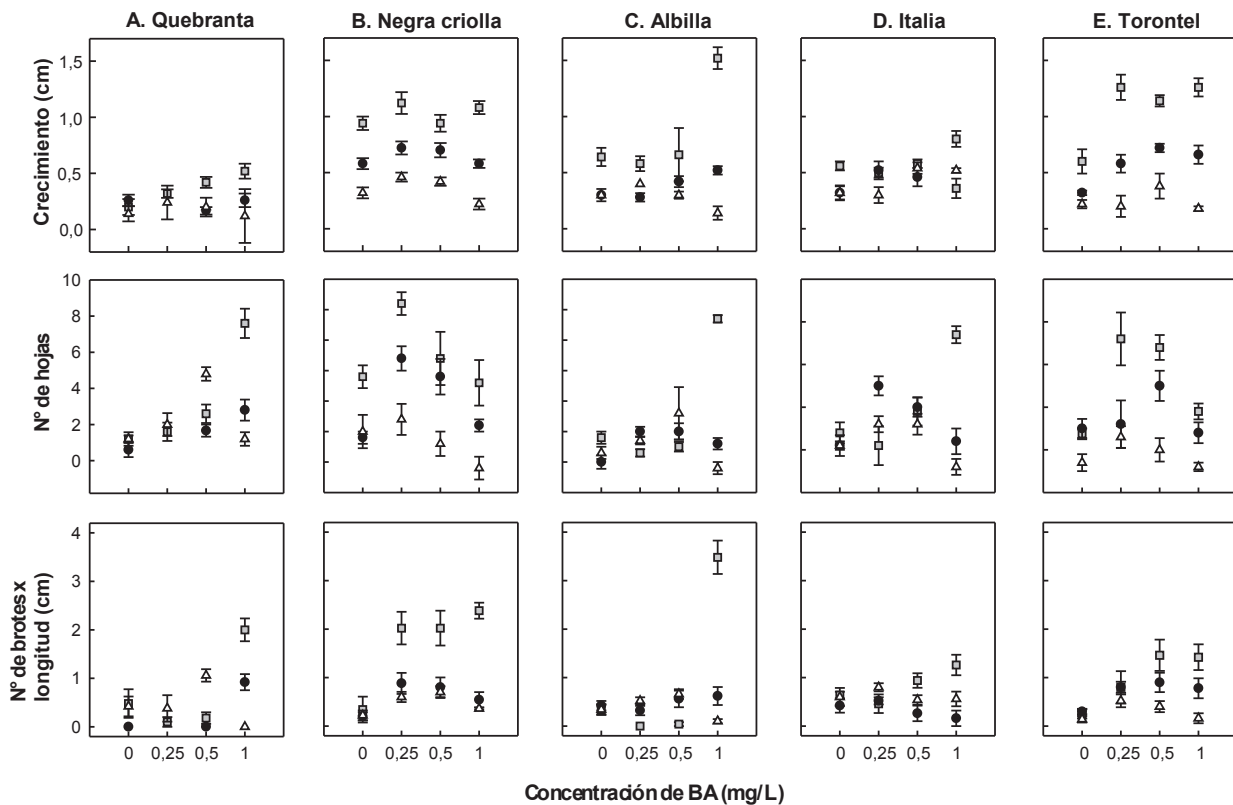 A. Quebranta
B. Negra criolla
C. Albilla
D. Italia
E. Torontel
Crecimiento (cm)
1,5
1,0
0,5
0,0
N° de hojas
10
8
6
4
2
0
N° de brotes x
longitud (cm)
4
3
2
1
0
0 0,25 0,5 1
0 0,25 0,5 1
0 0,25 0,5 1
0 0,25 0,5 1
0 0,25 0,5 1
Concentración de BA (mg/L)